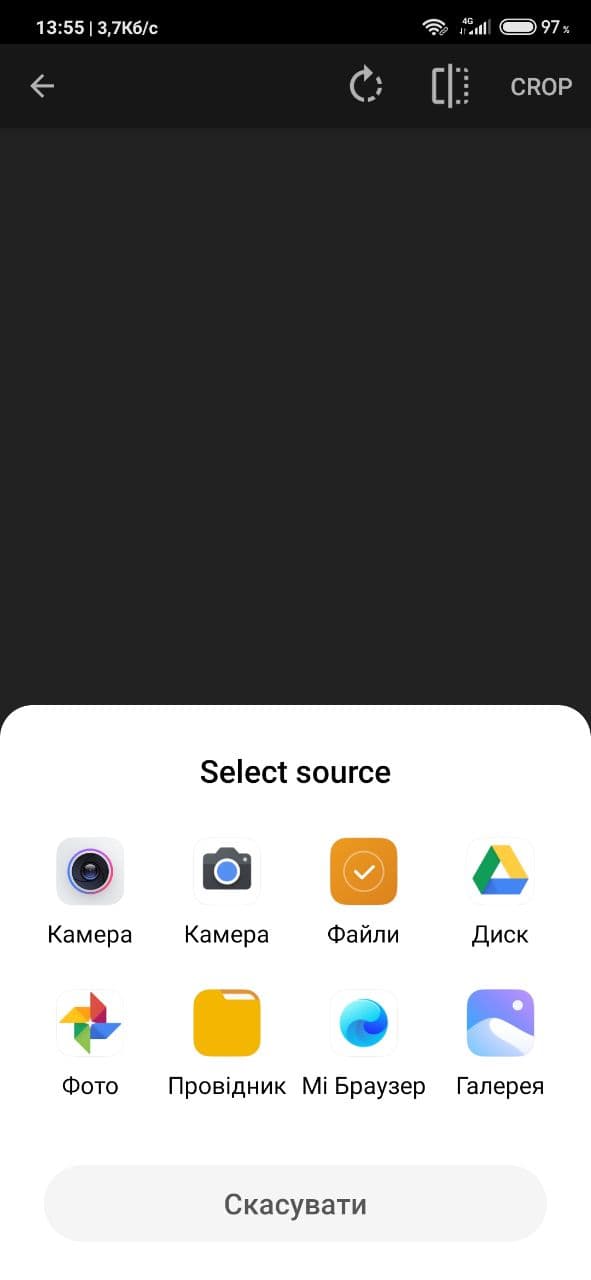 13:55 | 3,7Кб/с 4G 97 %
CROP
Select source
Камера Камера Файли Диск
Фото Провідник Mi Браузер Галерея
Скасувати